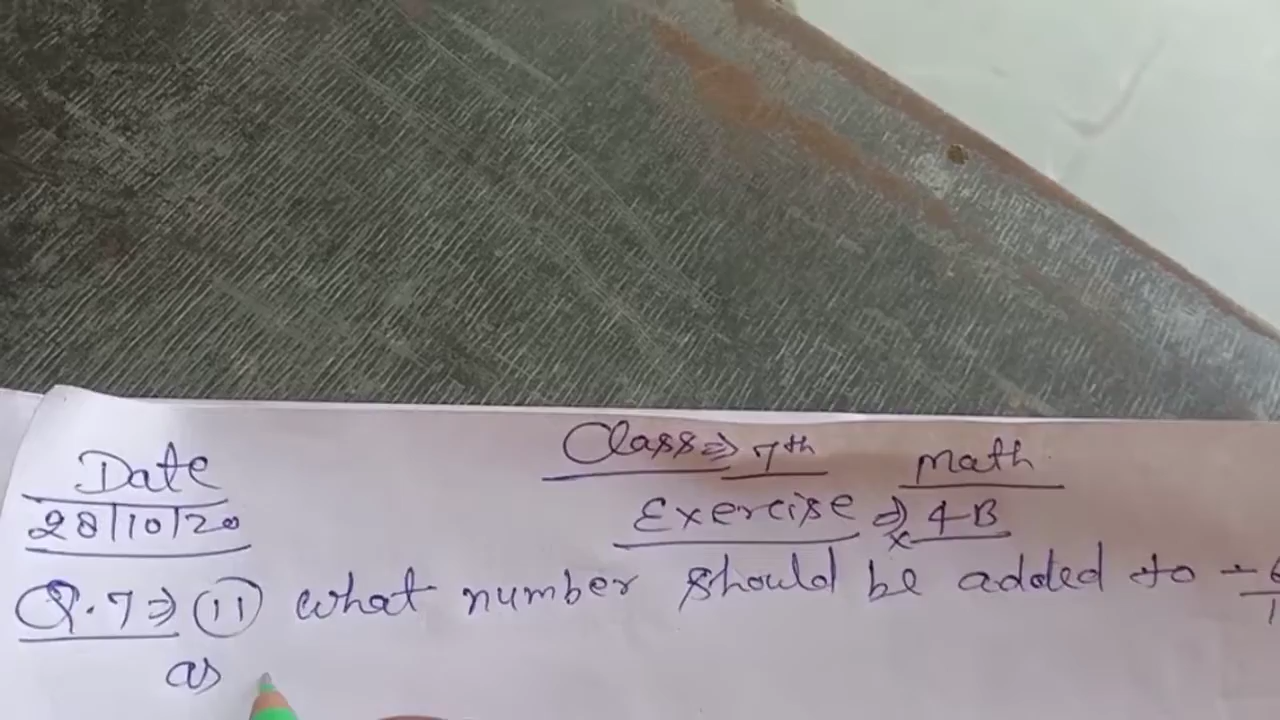 Date
28/10/20
Class ⇒ 7th Math
Exercise ⇒ 4B
Q.7 ⇒ (11) what number should be added to -
as